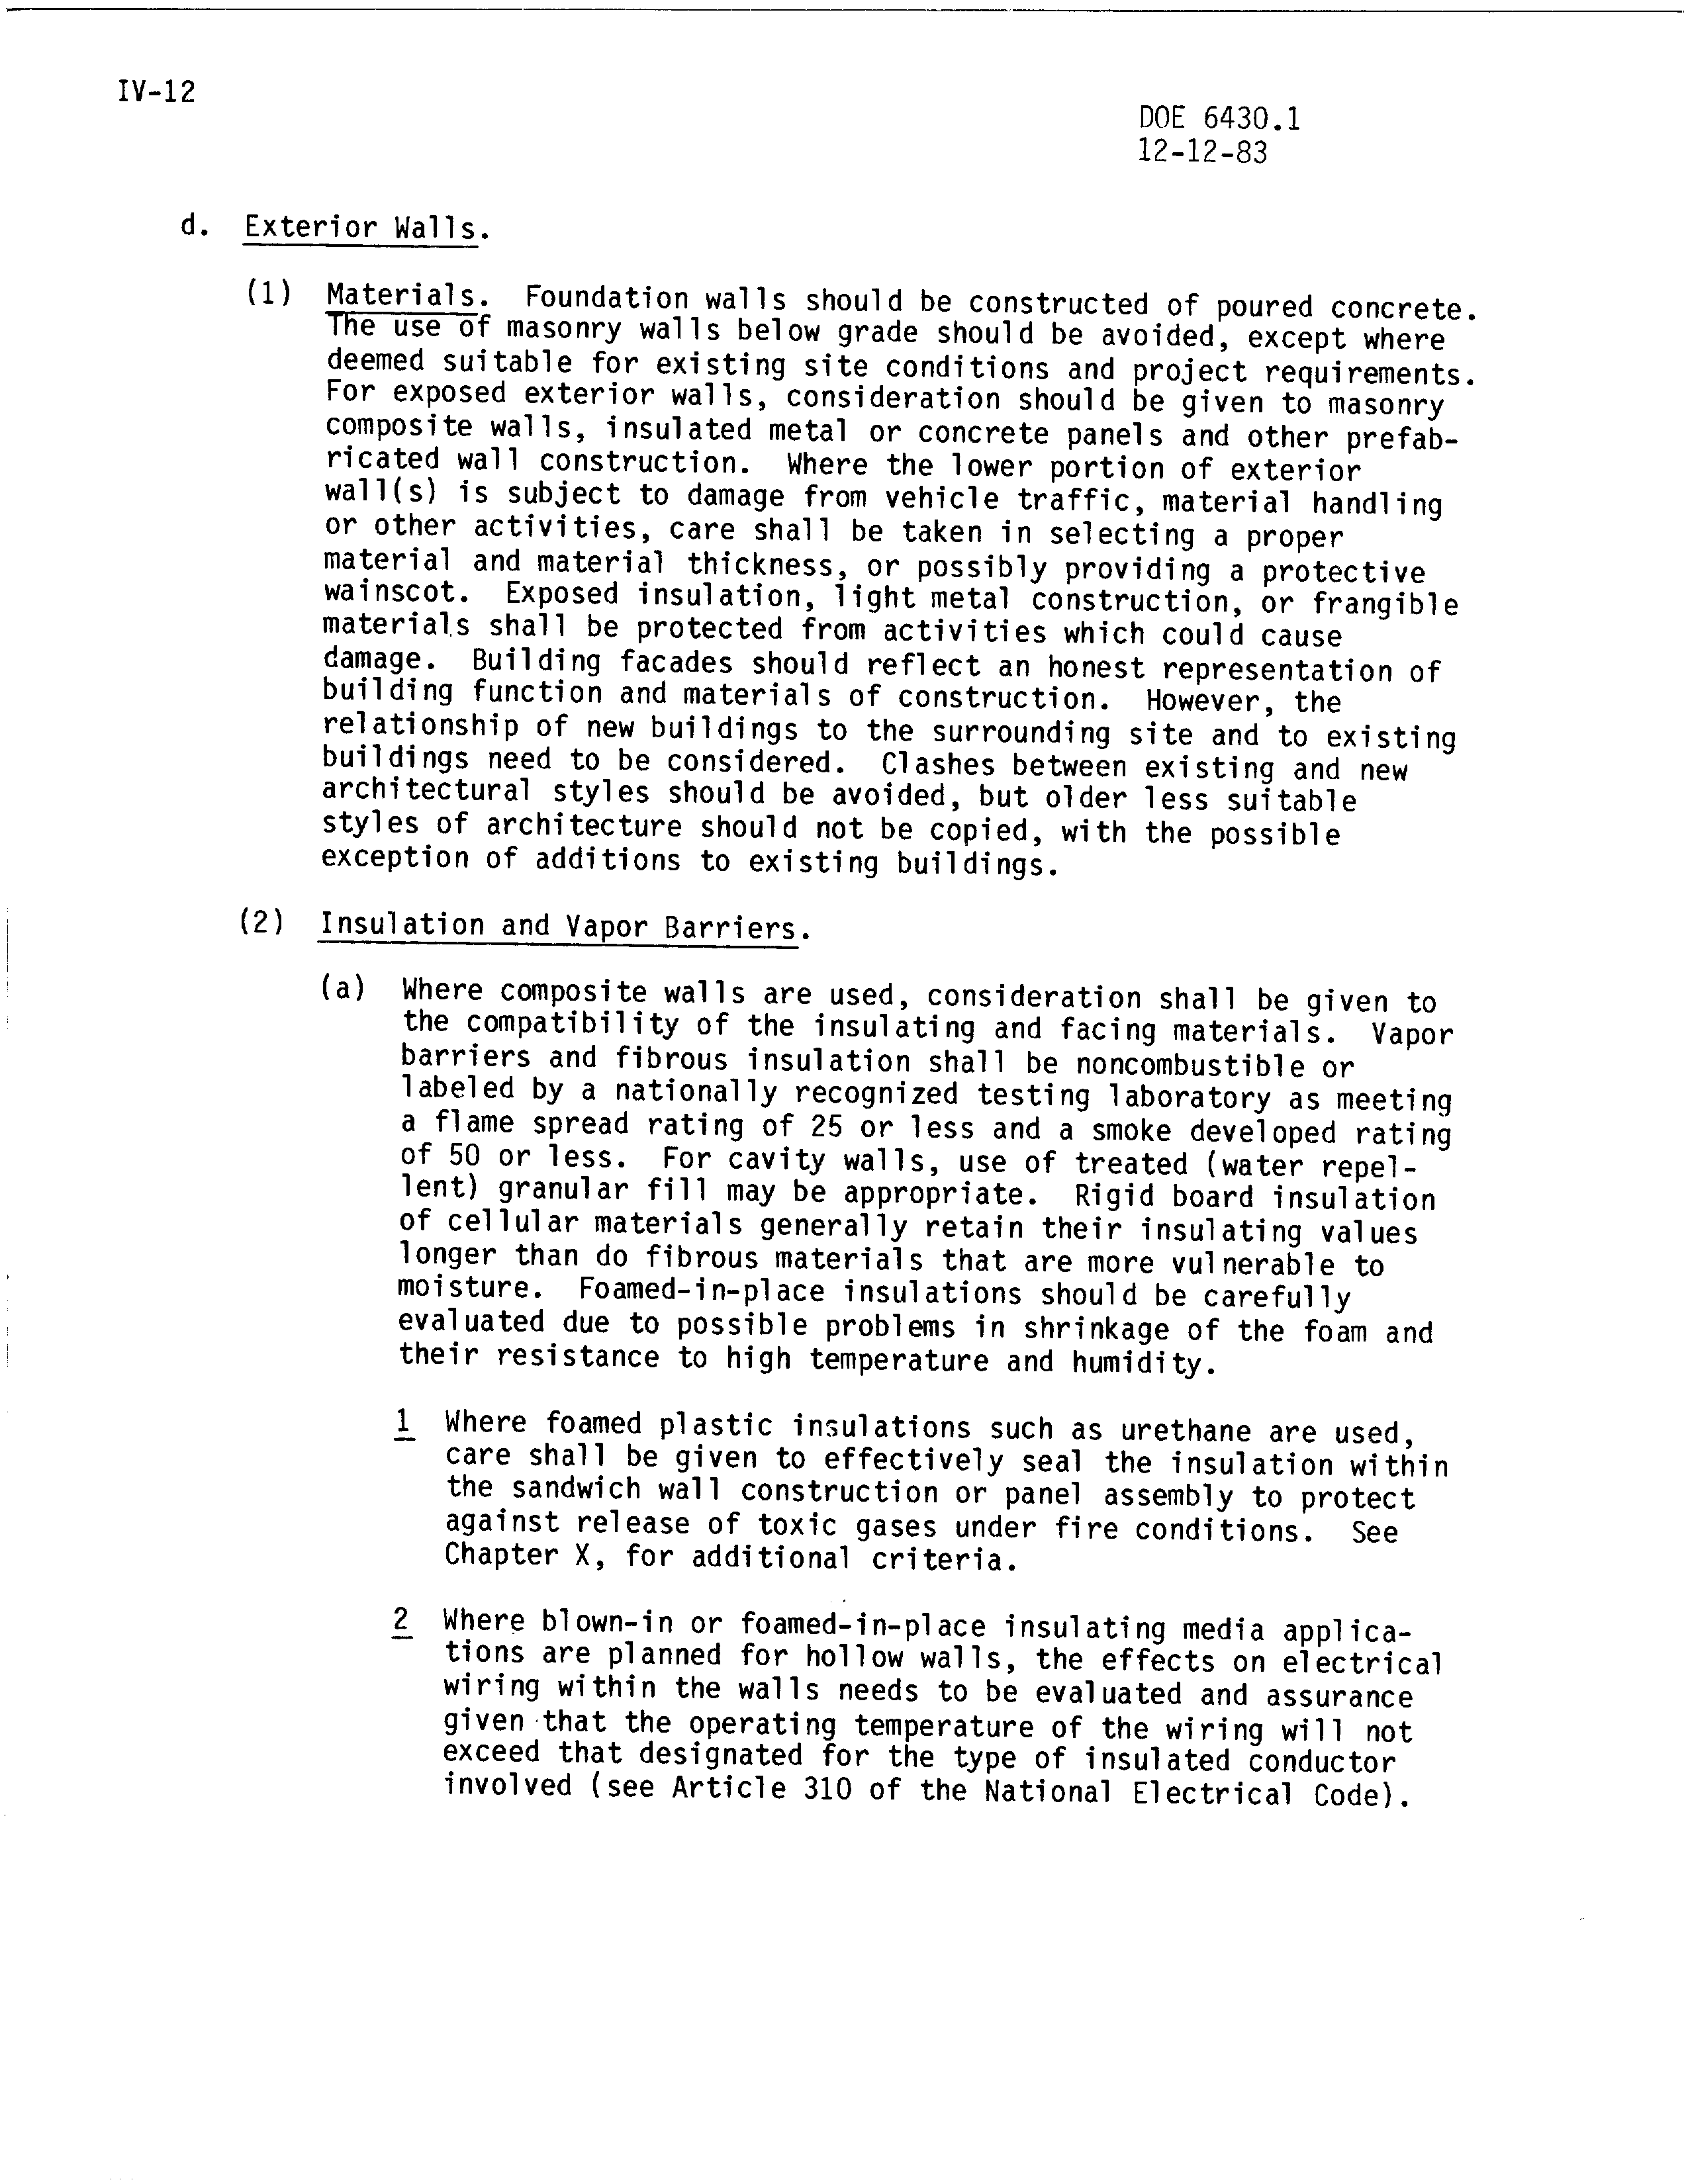 IV-12
DOE 6430.1
12-12-83
d. Exterior Walls.
(1) Materials. Foundation walls should be constructed of poured concrete.
The use of masonry walls below grade should be avoided, except where
deemed suitable for existing site conditions and project requirements.
For exposed exterior walls, consideration should be given to masonry
composite walls, insulated metal or concrete panels and other prefab-
ricated wall construction. Where the lower portion of exterior
wall(s) is subject to damage from vehicle traffic, material handling
or other activities, care shall be taken in selecting a proper
material and material thickness, or possibly providing a protective
wainscot. Exposed insulation, light metal construction, or frangible
materials shall be protected from activities which could cause
damage. Building facades should reflect an honest representation of
building function and materials of construction. However, the
relationship of new buildings to the surrounding site and to existing
buildings need to be considered. Clashes between existing and new
architectural styles should be avoided, but older less suitable
styles of architecture should not be copied, with the possible
exception of additions to existing buildings.
(2) Insulation and Vapor Barriers.
(a) Where composite walls are used, consideration shall be given to
the compatibility of the insulating and facing materials. Vapor
barriers and fibrous insulation shall be noncombustible or
labeled by a nationally recognized testing laboratory as meeting
a flame spread rating of 25 or less and a smoke developed rating
of 50 or less. For cavity walls, use of treated (water repel-
lent) granular fill may be appropriate. Rigid board insulation
of cellular materials generally retain their insulating values
longer than do fibrous materials that are more vulnerable to
moisture. Foamed-in-place insulations should be carefully
evaluated due to possible problems in shrinkage of the foam and
their resistance to high temperature and humidity.
1 Where foamed plastic insulations such as urethane are used,
care shall be given to effectively seal the insulation within
the sandwich wall construction or panel assembly to protect
against release of toxic gases under fire conditions. See
Chapter X, for additional criteria.
2 Where blown-in or foamed-in-place insulating media applica-
tions are planned for hollow walls, the effects on electrical
wiring within the walls needs to be evaluated and assurance
given that the operating temperature of the wiring will not
exceed that designated for the type of insulated conductor
involved (see Article 310 of the National Electrical Code).